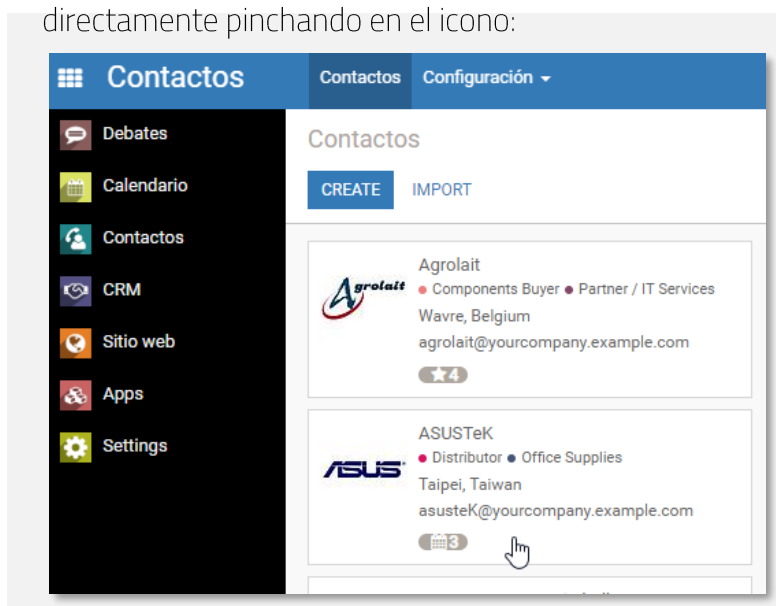 directamente pinchando en el icono:
Contactos
Contactos Configuración
Debates
Calendario
Contactos
CRM
Sitio web
Apps
Settings
Contactos
CREATE IMPORT
Agrolait
Agrolait
Components Buyer Partner / IT Services
Wavre, Belgium
agrolait@yourcompany.example.com
4
ASUS
ASUSTeK
Distributor Office Supplies
Taipei, Taiwan
asusteK@yourcompany.example.com
3